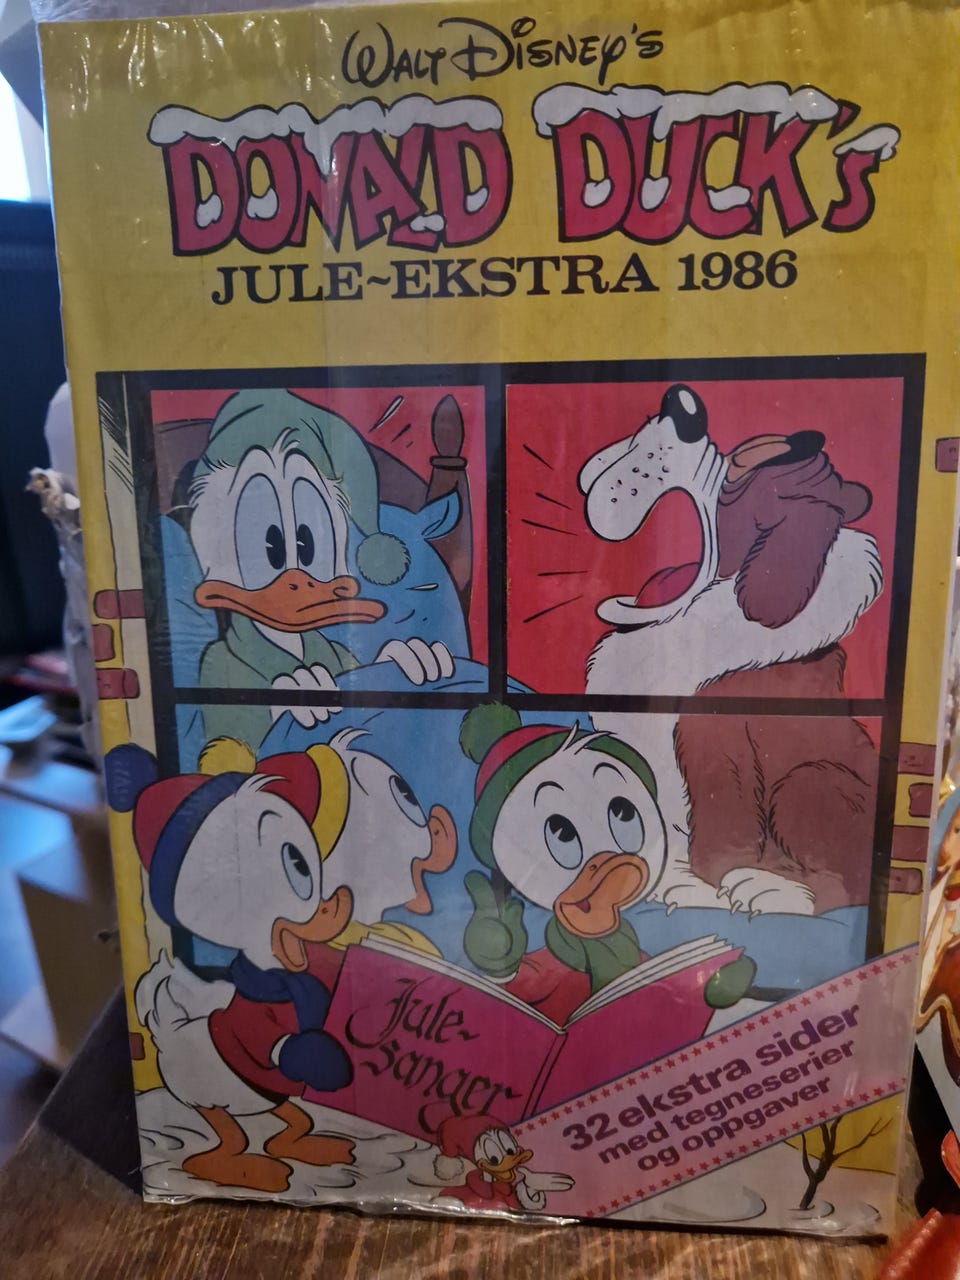 WALT DISNEY'S
DONALD DUCK's
JULE~EKSTRA 1986
Jule-
sanger
32 ekstra sider
med tegneserier
og oppgaver